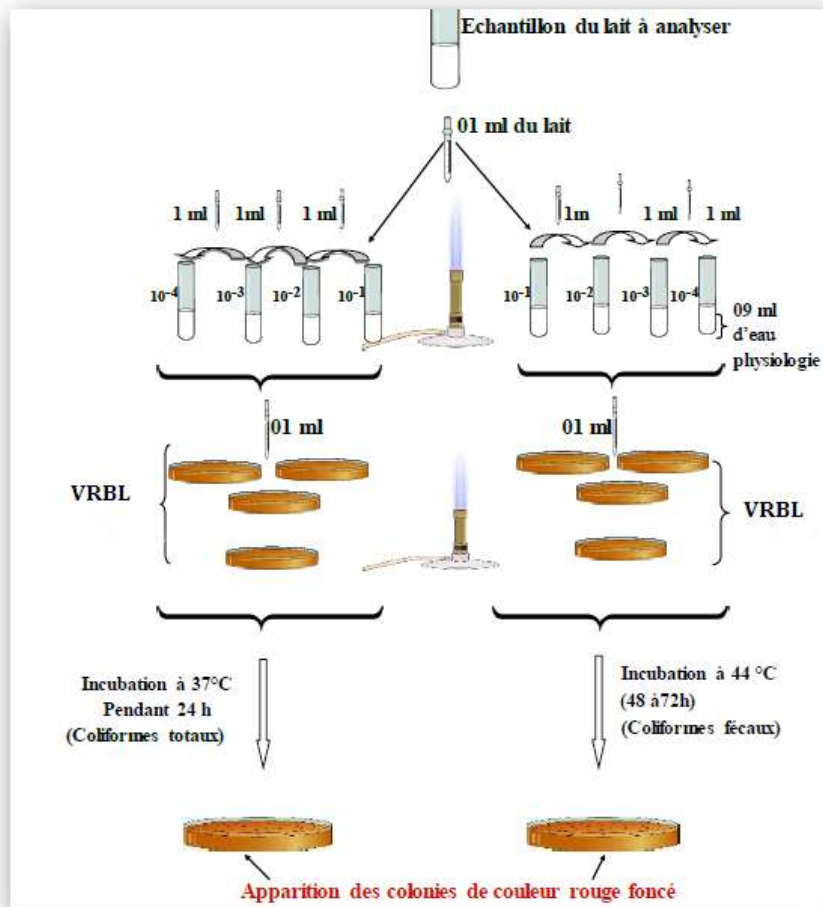 Echantillon du lait à analyser
01 ml du lait
1 ml 1ml 1 ml
1m 1 ml 1 ml
10-4 10-3 10-2 10-1
10-1 10-2 10-3 10-4
09 ml
d'eau
physiologie
01 ml
01 ml
VRBL
VRBL
Incubation à 37°C
Pendant 24 h
(Coliformes totaux)
Incubation à 44 °C
(48 à72h)
(Coliformes fécaux)
Apparition des colonies de couleur rouge foncé